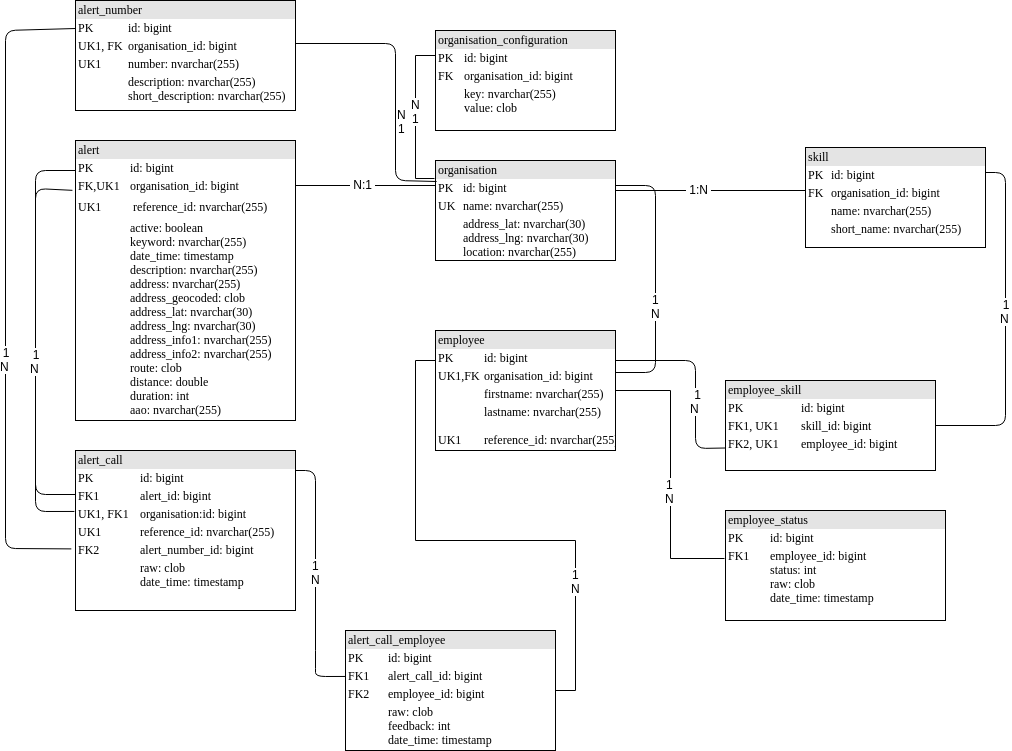 alert_number
PK id: bigint
UK1, FK organisation_id: bigint
UK1 number: nvarchar(255)
description: nvarchar(255)
short_description: nvarchar(255)
organisation_configuration
PK id: bigint
FK organisation_id: bigint
key: nvarchar(255)
value: clob
N
1
N
1
alert
PK id: bigint
FK,UK1 organisation_id: bigint
UK1 reference_id: nvarchar(255)
active: boolean
keyword: nvarchar(255)
date_time: timestamp
description: nvarchar(255)
address: nvarchar(255)
address_geocoded: clob
address_lat: nvarchar(30)
address_lng: nvarchar(30)
address_info1: nvarchar(255)
address_info2: nvarchar(255)
route: clob
distance: double
duration: int
aao: nvarchar(255)
N:1
organisation
PK id: bigint
UK name: nvarchar(255)
address_lat: nvarchar(30)
address_lng: nvarchar(30)
location: nvarchar(255)
1:N
skill
PK id: bigint
FK organisation_id: bigint
name: nvarchar(255)
short_name: nvarchar(255)
1
N
1
N
1
N
1
N
employee
PK id: bigint
UK1,FK organisation_id: bigint
firstname: nvarchar(255)
lastname: nvarchar(255)
UK1 reference_id: nvarchar(255
1
N
employee_skill
PK id: bigint
FK1, UK1 skill_id: bigint
FK2, UK1 employee_id: bigint
alert_call
PK id: bigint
FK1 alert_id: bigint
UK1, FK1 organisation:id: bigint
UK1 reference_id: nvarchar(255)
FK2 alert_number_id: bigint
raw: clob
date_time: timestamp
1
N
employee_status
PK id: bigint
FK1 employee_id: bigint
status: int
raw: clob
date_time: timestamp
1
N
1
N
alert_call_employee
PK id: bigint
FK1 alert_call_id: bigint
FK2 employee_id: bigint
raw: clob
feedback: int
date_time: timestamp